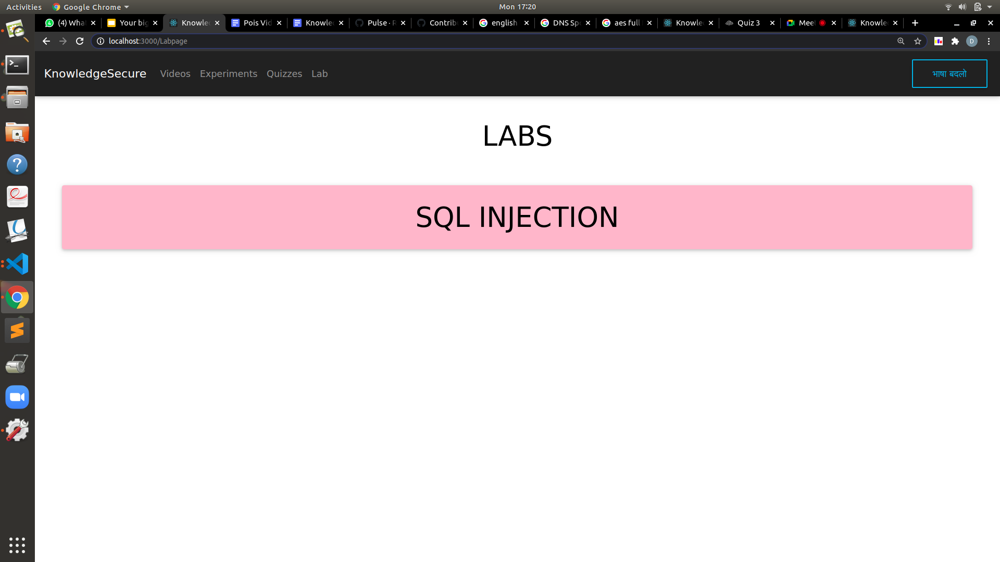 Activities Google Chrome Mon 17:20
(4) Wha Your big Knowle Pois Vid Knowle Pulse · R Contrib english DNS Spo aes full Knowle Quiz 3 Meet Knowle
localhost:3000/Labpage D
KnowledgeSecure Videos Experiments Quizzes Lab भाषा बदलो
LABS
SQL INJECTION